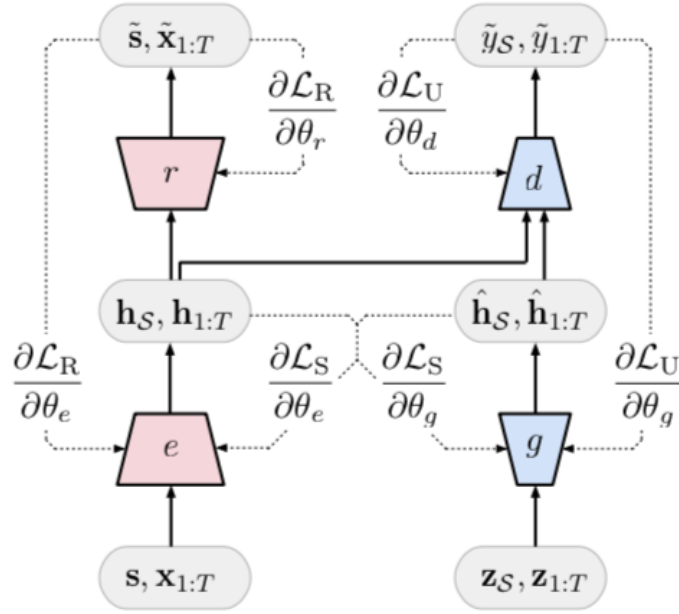 s̃, x̃_{1:T} ỹ_𝒮, ỹ_{1:T}
∂ℒ_R/∂θ_r ∂ℒ_U/∂θ_d
r d
h_𝒮, h_{1:T} ĥ_𝒮, ĥ_{1:T}
∂ℒ_R/∂θ_e ∂ℒ_S/∂θ_e ∂ℒ_S/∂θ_g ∂ℒ_U/∂θ_g
e g
s, x_{1:T} z_𝒮, z_{1:T}